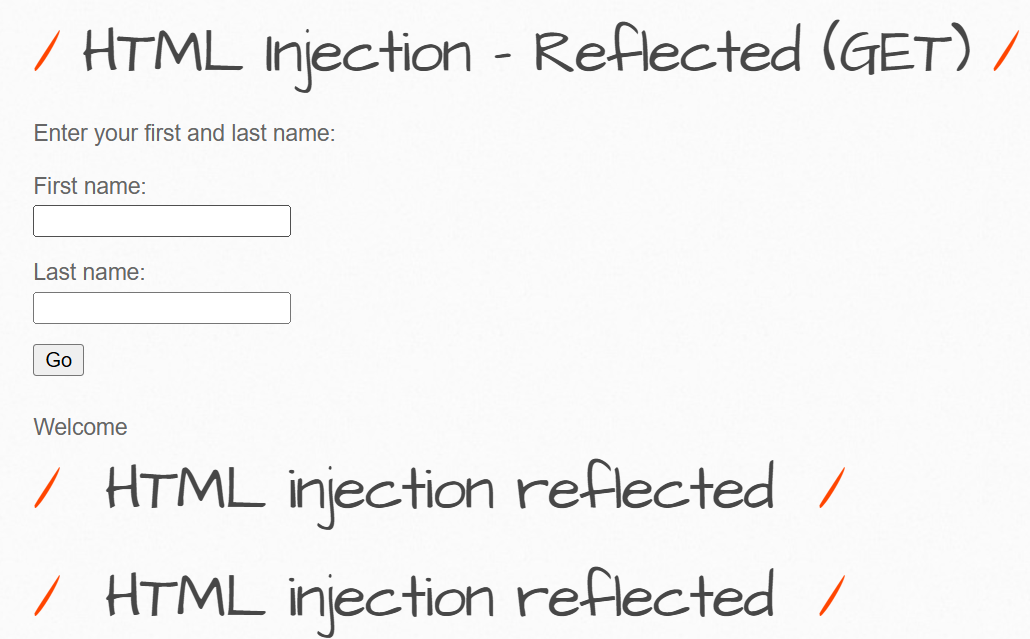 / HTML Injection - Reflected (GET) /
Enter your first and last name:
First name:
Last name:
Go
Welcome
/ HTML injection reflected /
/ HTML injection reflected /